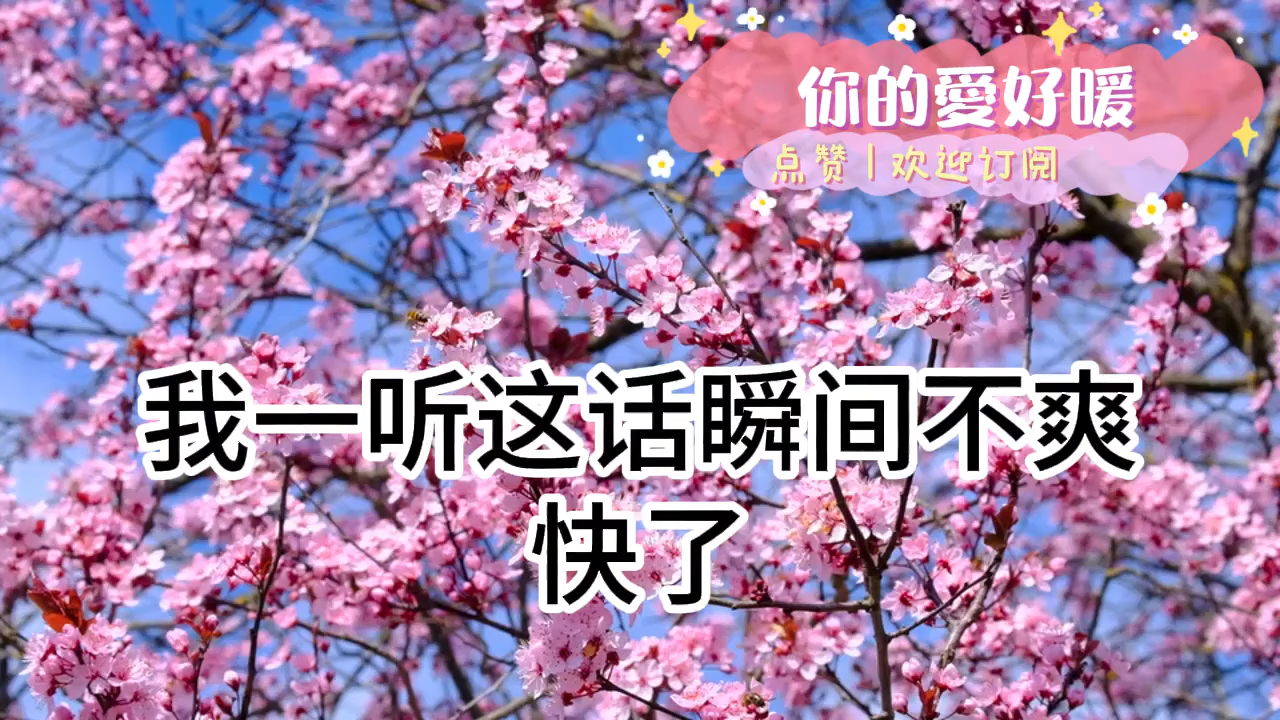 你的愛好暖
点赞 | 欢迎订阅
我一听这话瞬间不爽
快了